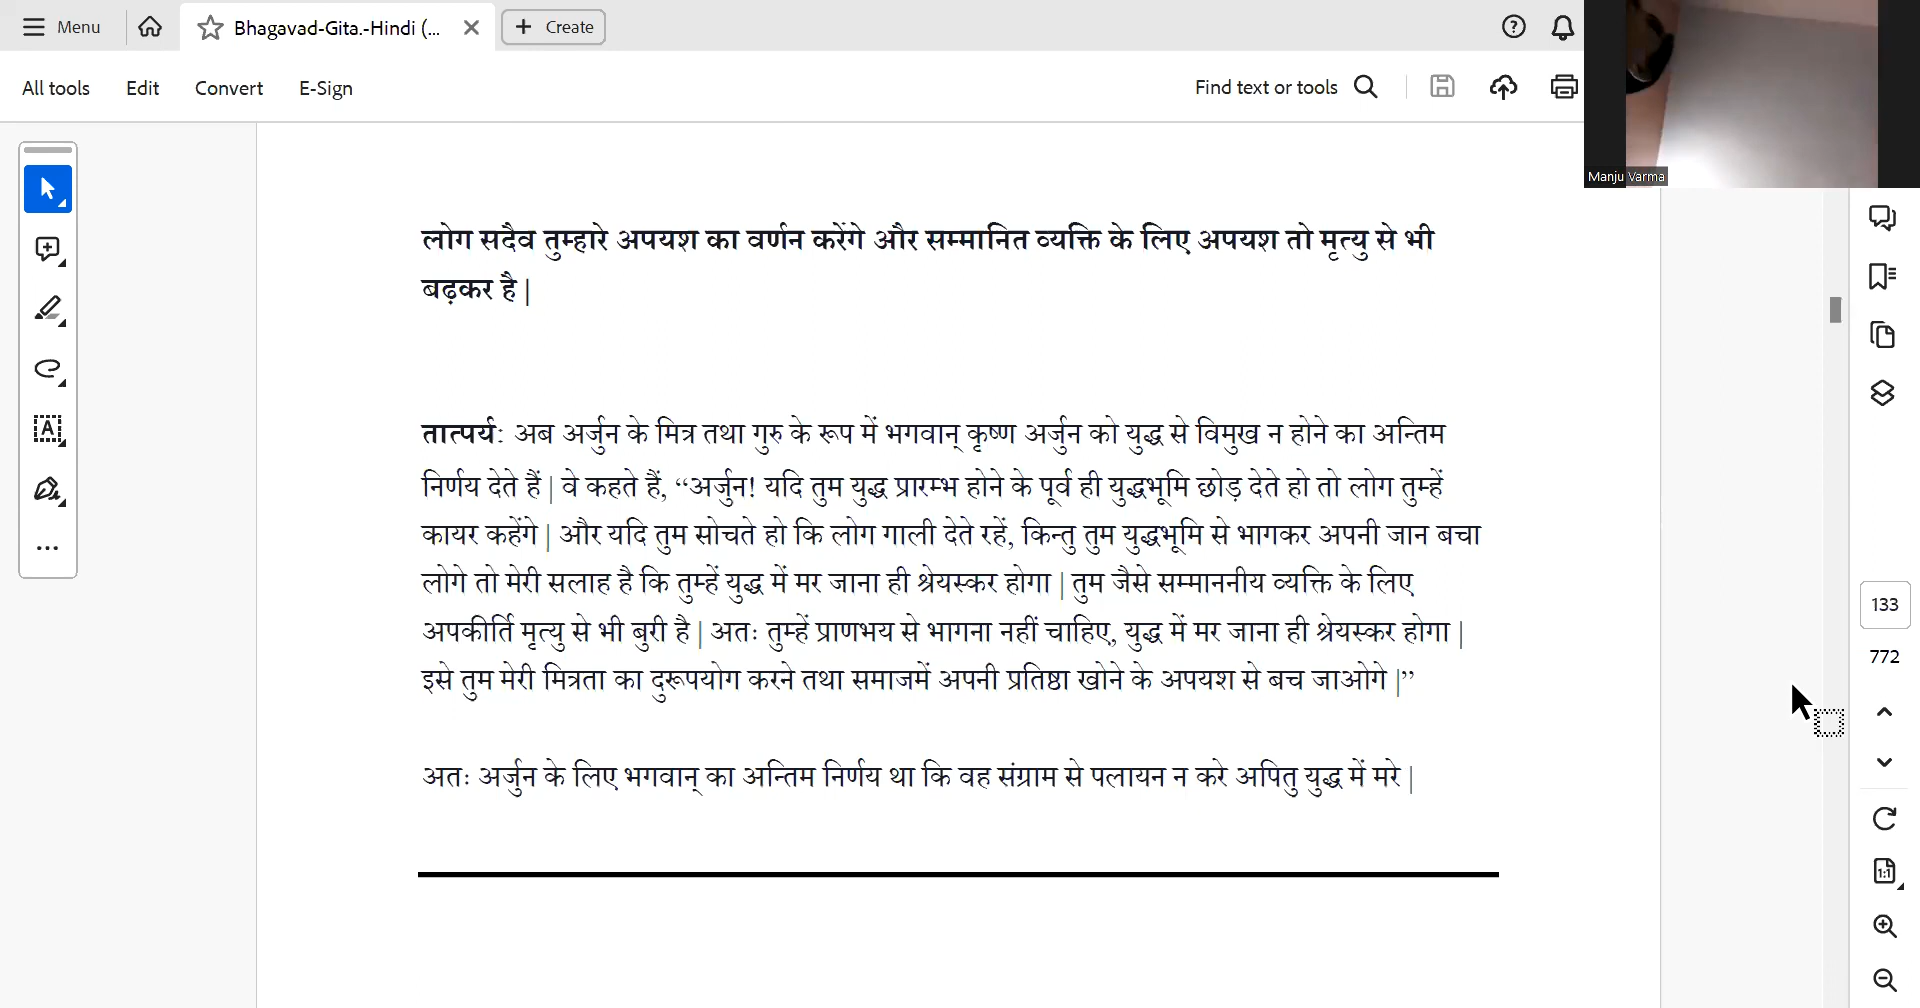 Menu
Bhagavad-Gita.-Hindi (...
Create
All tools
Edit
Convert
E-Sign
Find text or tools
Manju Varma
लोग सदैव तुम्हारे अपयश का वर्णन करेंगे और सम्मानित व्यक्ति के लिए अपयश तो मृत्यु से भी
बढ़कर है |
तात्पर्य: अब अर्जुन के मित्र तथा गुरु के रूप में भगवान् कृष्ण अर्जुन को युद्ध से विमुख न होने का अन्तिम
निर्णय देते हैं | वे कहते हैं, “अर्जुन! यदि तुम युद्ध प्रारम्भ होने के पूर्व ही युद्धभूमि छोड़ देते हो तो लोग तुम्हें
कायर कहेंगे | और यदि तुम सोचते हो कि लोग गाली देते रहें, किन्तु तुम युद्धभूमि से भागकर अपनी जान बचा
लोगे तो मेरी सलाह है कि तुम्हें युद्ध में मर जाना ही श्रेयस्कर होगा | तुम जैसे सम्माननीय व्यक्ति के लिए
अपकीर्ति मृत्यु से भी बुरी है | अतः तुम्हें प्राणभय से भागना नहीं चाहिए, युद्ध में मर जाना ही श्रेयस्कर होगा |
इसे तुम मेरी मित्रता का दुरूपयोग करने तथा समाजमें अपनी प्रतिष्ठा खोने के अपयश से बच जाओगे |”
अतः अर्जुन के लिए भगवान् का अन्तिम निर्णय था कि वह संग्राम से पलायन न करे अपितु युद्ध में मरे |
133
772
1:1